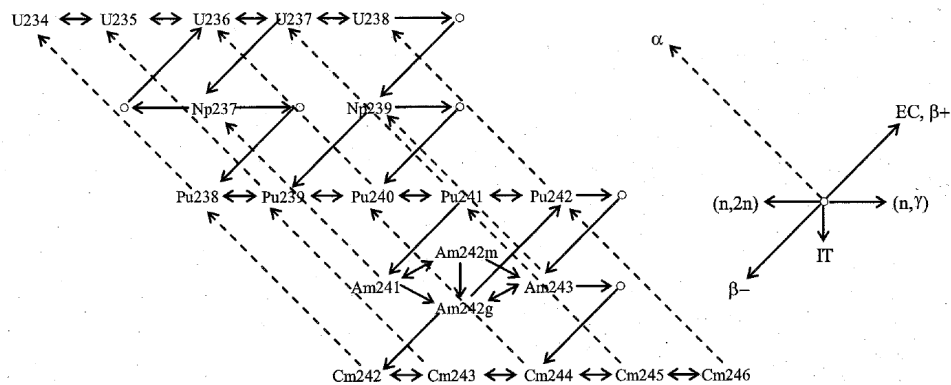 U234 U235 U236 U237 U238
α
Np237 Np239
EC, β+
Pu238 Pu239 Pu240 Pu241 Pu242
(n,2n) (n,γ)
IT
Am242m
Am241 Am243
β−
Am242g
Cm242 Cm243 Cm244 Cm245 Cm246